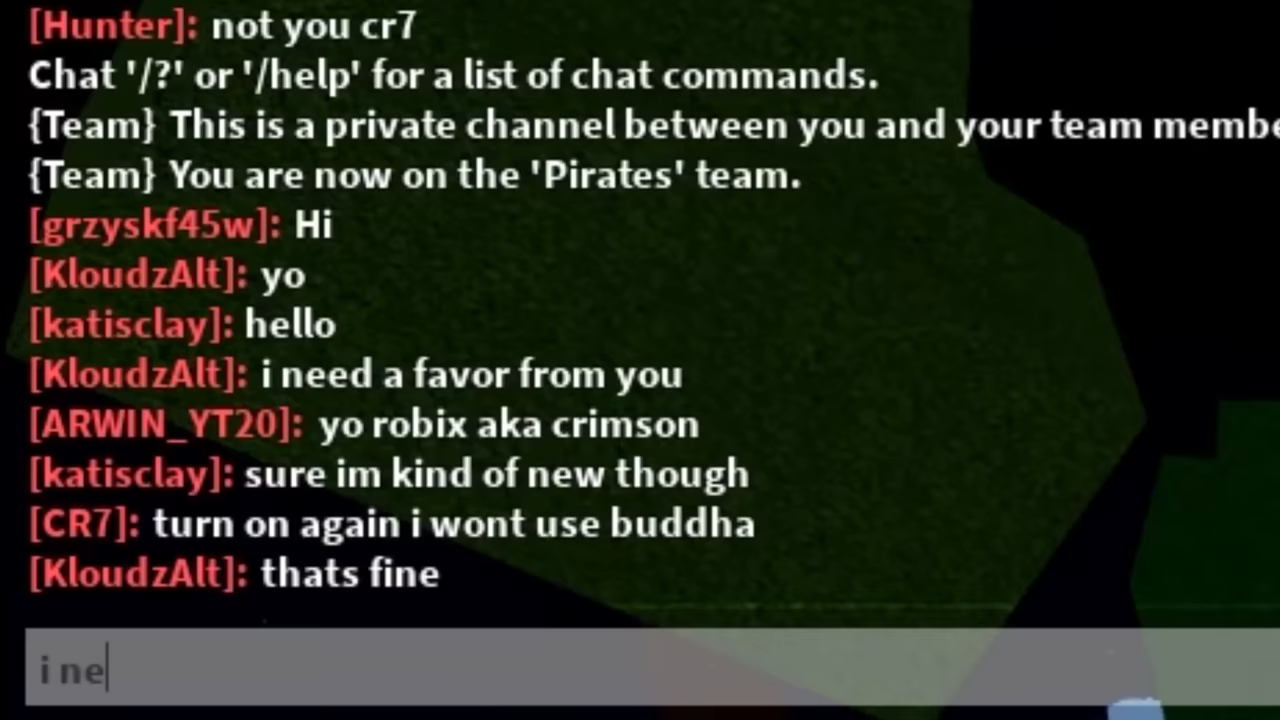 [Hunter]: not you cr7
Chat '/?' or '/help' for a list of chat commands.
{Team} This is a private channel between you and your team membe
{Team} You are now on the 'Pirates' team.
[grzyskf45w]: Hi
[KloudzAlt]: yo
[katisclay]: hello
[KloudzAlt]: i need a favor from you
[ARWIN_YT20]: yo robix aka crimson
[katisclay]: sure im kind of new though
[CR7]: turn on again i wont use buddha
[KloudzAlt]: thats fine
i ne